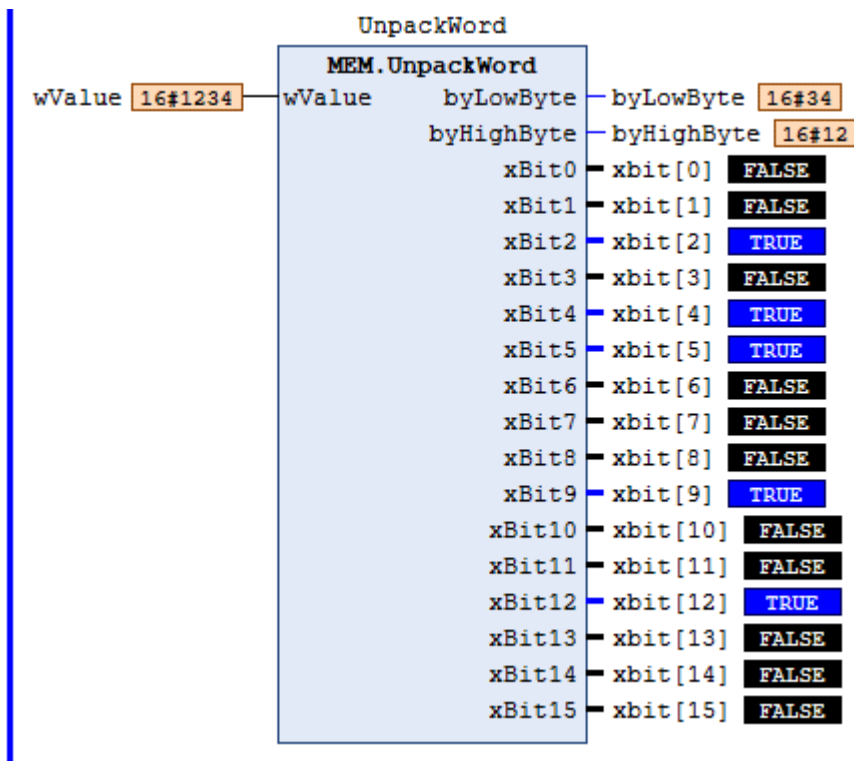 UnpackWord
MEM.UnpackWord
wValue 16#1234 wValue byLowByte byLowByte 16#34
byHighByte byHighByte 16#12
xBit0 xbit[0] FALSE
xBit1 xbit[1] FALSE
xBit2 xbit[2] TRUE
xBit3 xbit[3] FALSE
xBit4 xbit[4] TRUE
xBit5 xbit[5] TRUE
xBit6 xbit[6] FALSE
xBit7 xbit[7] FALSE
xBit8 xbit[8] FALSE
xBit9 xbit[9] TRUE
xBit10 xbit[10] FALSE
xBit11 xbit[11] FALSE
xBit12 xbit[12] TRUE
xBit13 xbit[13] FALSE
xBit14 xbit[14] FALSE
xBit15 xbit[15] FALSE